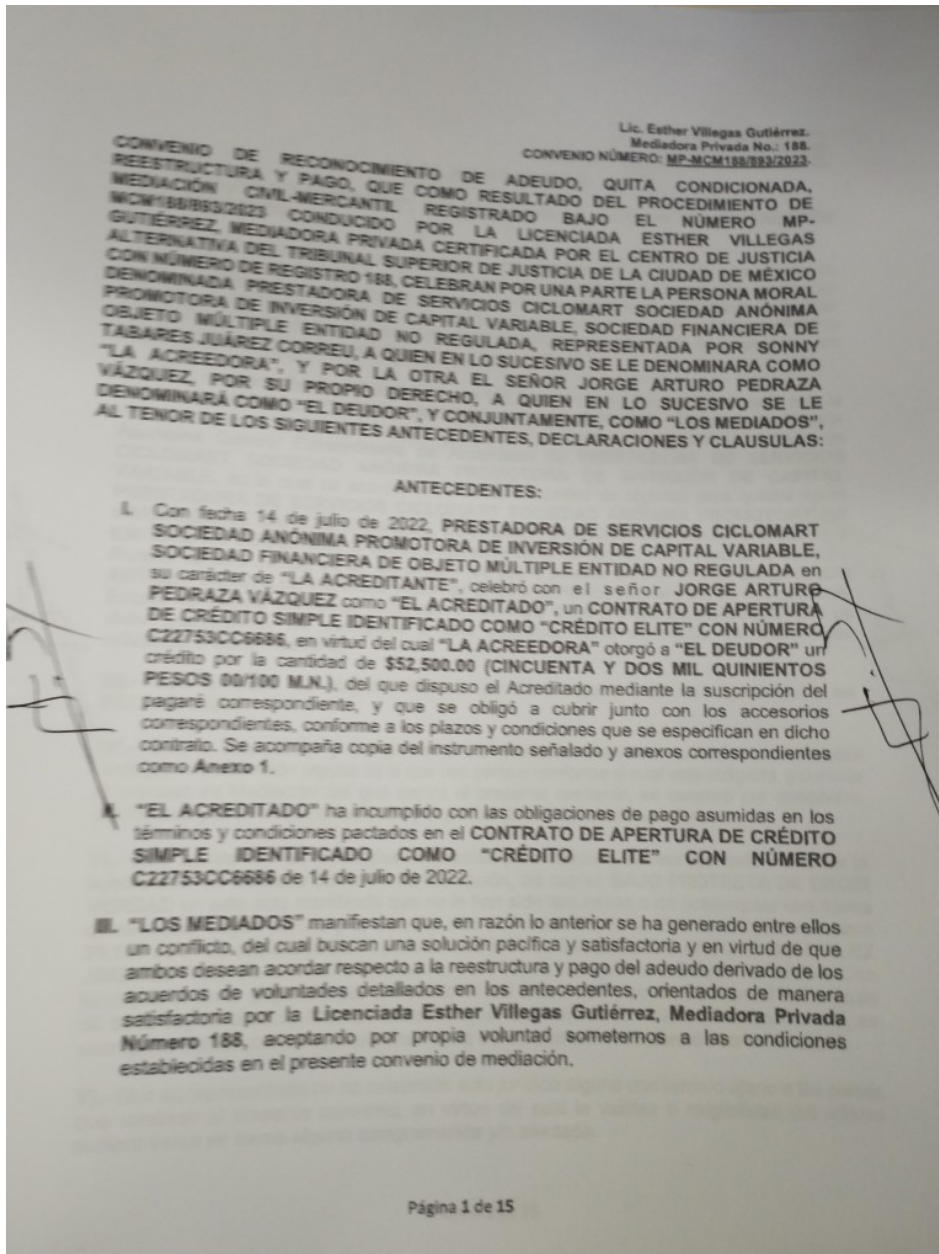 Lic. Esther Villegas Gutiérrez.
Mediadora Privada No.: 188.
CONVENIO NÚMERO: MP-MCM188/893/2023.
CONVENIO DE RECONOCIMIENTO DE ADEUDO, QUITA CONDICIONADA,
REESTRUCTURA Y PAGO, QUE COMO RESULTADO DEL PROCEDIMIENTO DE
MEDIACIÓN CIVIL-MERCANTIL REGISTRADO BAJO EL NÚMERO MP-
MCM188/893/2023 CONDUCIDO POR LA LICENCIADA ESTHER VILLEGAS
GUTIÉRREZ, MEDIADORA PRIVADA CERTIFICADA POR EL CENTRO DE JUSTICIA
ALTERNATIVA DEL TRIBUNAL SUPERIOR DE JUSTICIA DE LA CIUDAD DE MÉXICO
CON NÚMERO DE REGISTRO 188, CELEBRAN POR UNA PARTE LA PERSONA MORAL
DENOMINADA PRESTADORA DE SERVICIOS CICLOMART SOCIEDAD ANÓNIMA
PROMOTORA DE INVERSIÓN DE CAPITAL VARIABLE, SOCIEDAD FINANCIERA DE
OBJETO MÚLTIPLE ENTIDAD NO REGULADA, REPRESENTADA POR SONNY
TABARES JUÁREZ CORREU, A QUIEN EN LO SUCESIVO SE LE DENOMINARA COMO
"LA ACREEDORA", Y POR LA OTRA EL SEÑOR JORGE ARTURO PEDRAZA
VÁZQUEZ, POR SU PROPIO DERECHO, A QUIEN EN LO SUCESIVO SE LE
DENOMINARÁ COMO "EL DEUDOR", Y CONJUNTAMENTE, COMO "LOS MEDIADOS",
AL TENOR DE LOS SIGUIENTES ANTECEDENTES, DECLARACIONES Y CLAUSULAS:
ANTECEDENTES:
I. Con fecha 14 de julio de 2022, PRESTADORA DE SERVICIOS CICLOMART
SOCIEDAD ANÓNIMA PROMOTORA DE INVERSIÓN DE CAPITAL VARIABLE,
SOCIEDAD FINANCIERA DE OBJETO MÚLTIPLE ENTIDAD NO REGULADA en
su carácter de "LA ACREDITANTE", celebró con el señor JORGE ARTURO
PEDRAZA VÁZQUEZ como "EL ACREDITADO", un CONTRATO DE APERTURA
DE CRÉDITO SIMPLE IDENTIFICADO COMO "CRÉDITO ELITE" CON NÚMERO
C22753CC6686, en virtud del cual "LA ACREEDORA" otorgó a "EL DEUDOR" un
crédito por la cantidad de $52,500.00 (CINCUENTA Y DOS MIL QUINIENTOS
PESOS 00/100 M.N.), del que dispuso el Acreditado mediante la suscripción del
pagaré correspondiente, y que se obligó a cubrir junto con los accesorios
correspondientes, conforme a los plazos y condiciones que se especifican en dicho
contrato. Se acompaña copia del instrumento señalado y anexos correspondientes
como Anexo 1.
II. "EL ACREDITADO" ha incumplido con las obligaciones de pago asumidas en los
términos y condiciones pactados en el CONTRATO DE APERTURA DE CRÉDITO
SIMPLE IDENTIFICADO COMO "CRÉDITO ELITE" CON NÚMERO
C22753CC6686 de 14 de julio de 2022.
III. "LOS MEDIADOS" manifiestan que, en razón lo anterior se ha generado entre ellos
un conflicto, del cual buscan una solución pacífica y satisfactoria y en virtud de que
ambos desean acordar respecto a la reestructura y pago del adeudo derivado de los
acuerdos de voluntades detallados en los antecedentes, orientados de manera
satisfactoria por la Licenciada Esther Villegas Gutiérrez, Mediadora Privada
Número 188, aceptando por propia voluntad someternos a las condiciones
establecidas en el presente convenio de mediación.
Página 1 de 15